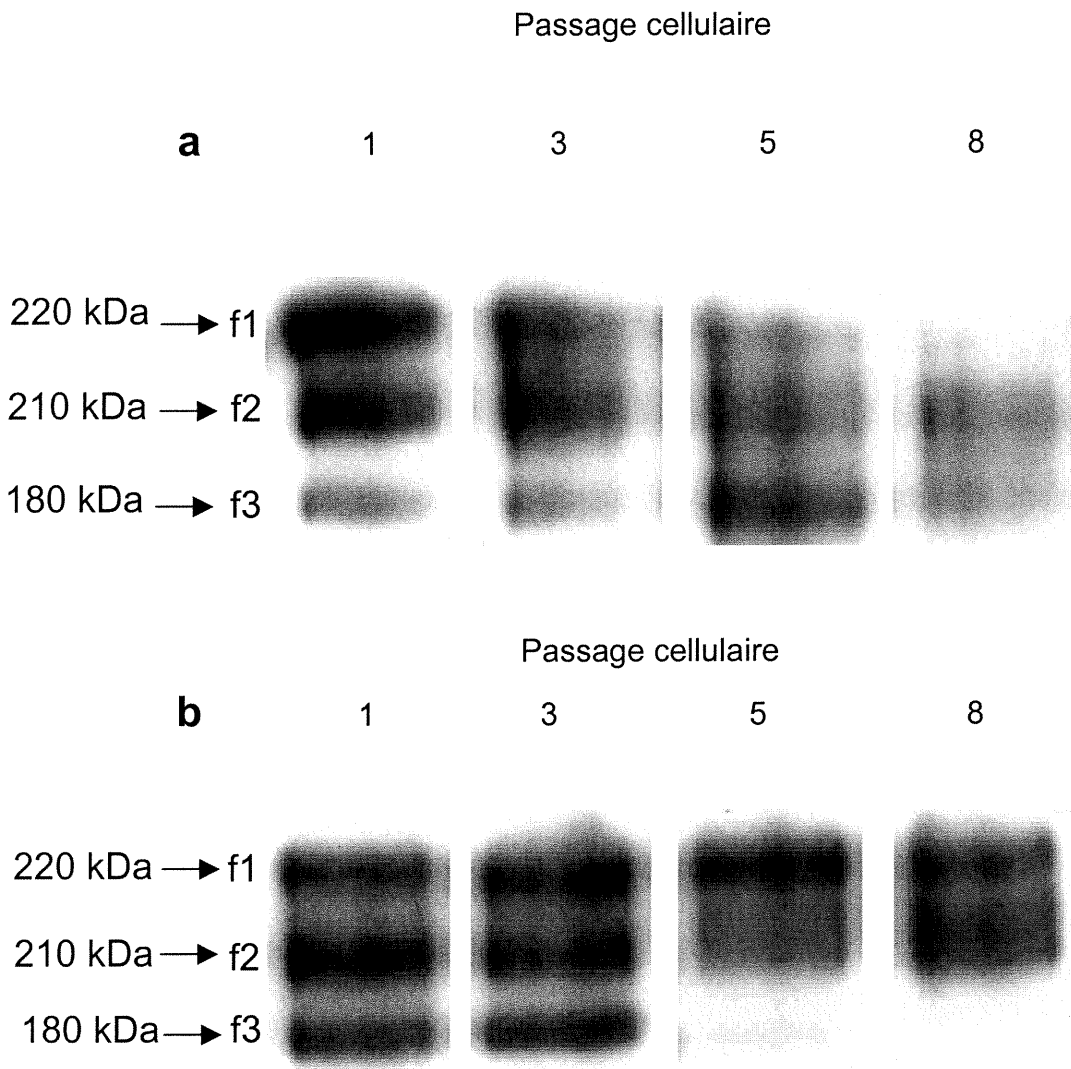 Passage cellulaire
a 1 3 5 8
220 kDa → f1
210 kDa → f2
180 kDa → f3
Passage cellulaire
b 1 3 5 8
220 kDa → f1
210 kDa → f2
180 kDa → f3